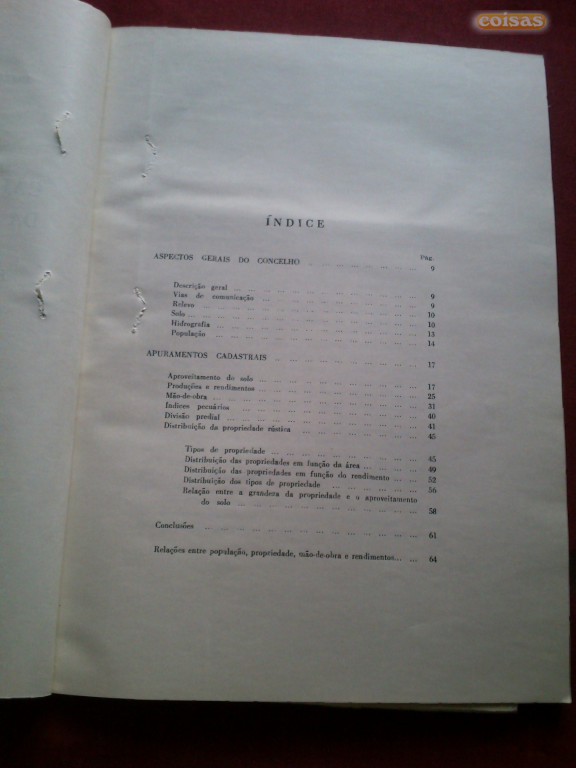 coisas
ÍNDICE
Pág.
ASPECTOS GERAIS DO CONCELHO ... 9
Descrição geral ... 9
Vias de comunicação ... 9
Relevo ... 10
Solo ... 10
Hidrografia ... 13
População ... 14
APURAMENTOS CADASTRAIS ... 17
Aproveitamento do solo ... 17
Produções e rendimentos ... 25
Mão-de-obra ... 31
Índices pecuários ... 40
Divisão predial ... 41
Distribuição da propriedade rústica ... 45
Tipos de propriedade ... 45
Distribuição das propriedades em função da área ... 49
Distribuição das propriedades em função do rendimento ... 52
Distribuição dos tipos de propriedade ... 56
Relação entre a grandeza da propriedade e o aproveitamento
do solo ... 58
Conclusões ... 61
Relações entre população, propriedade, mão-de-obra e rendimentos ... 64